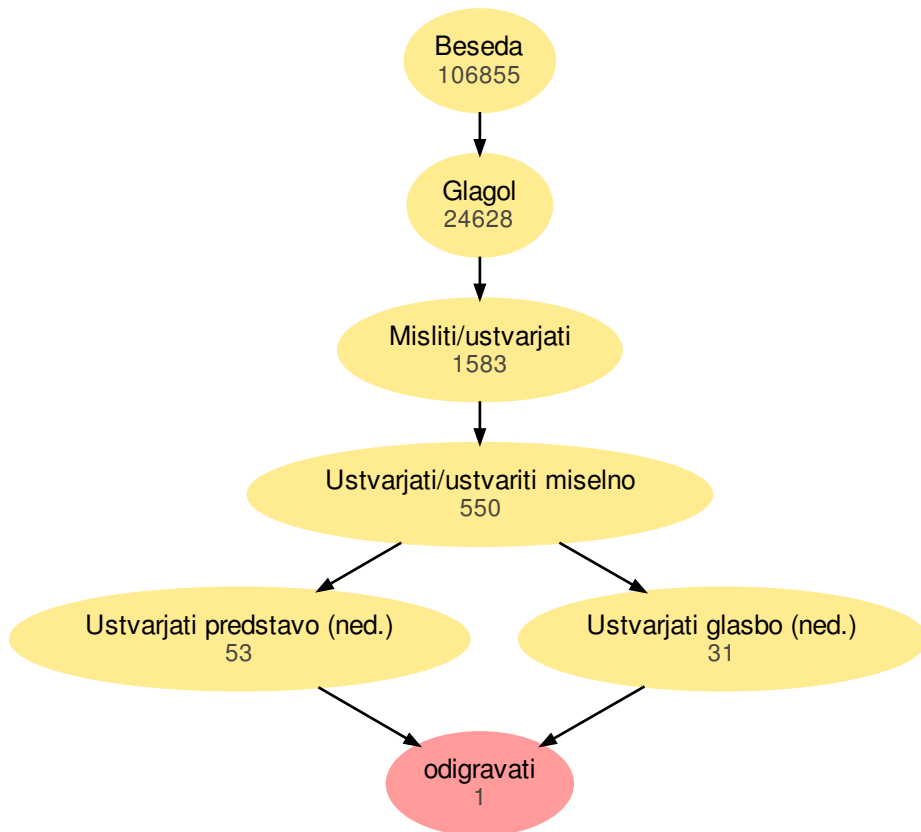 Beseda
106855
Glagol
24628
Misliti/ustvarjati
1583
Ustvarjati/ustvariti miselno
550
Ustvarjati predstavo (ned.)
53
Ustvarjati glasbo (ned.)
31
odigravati
1